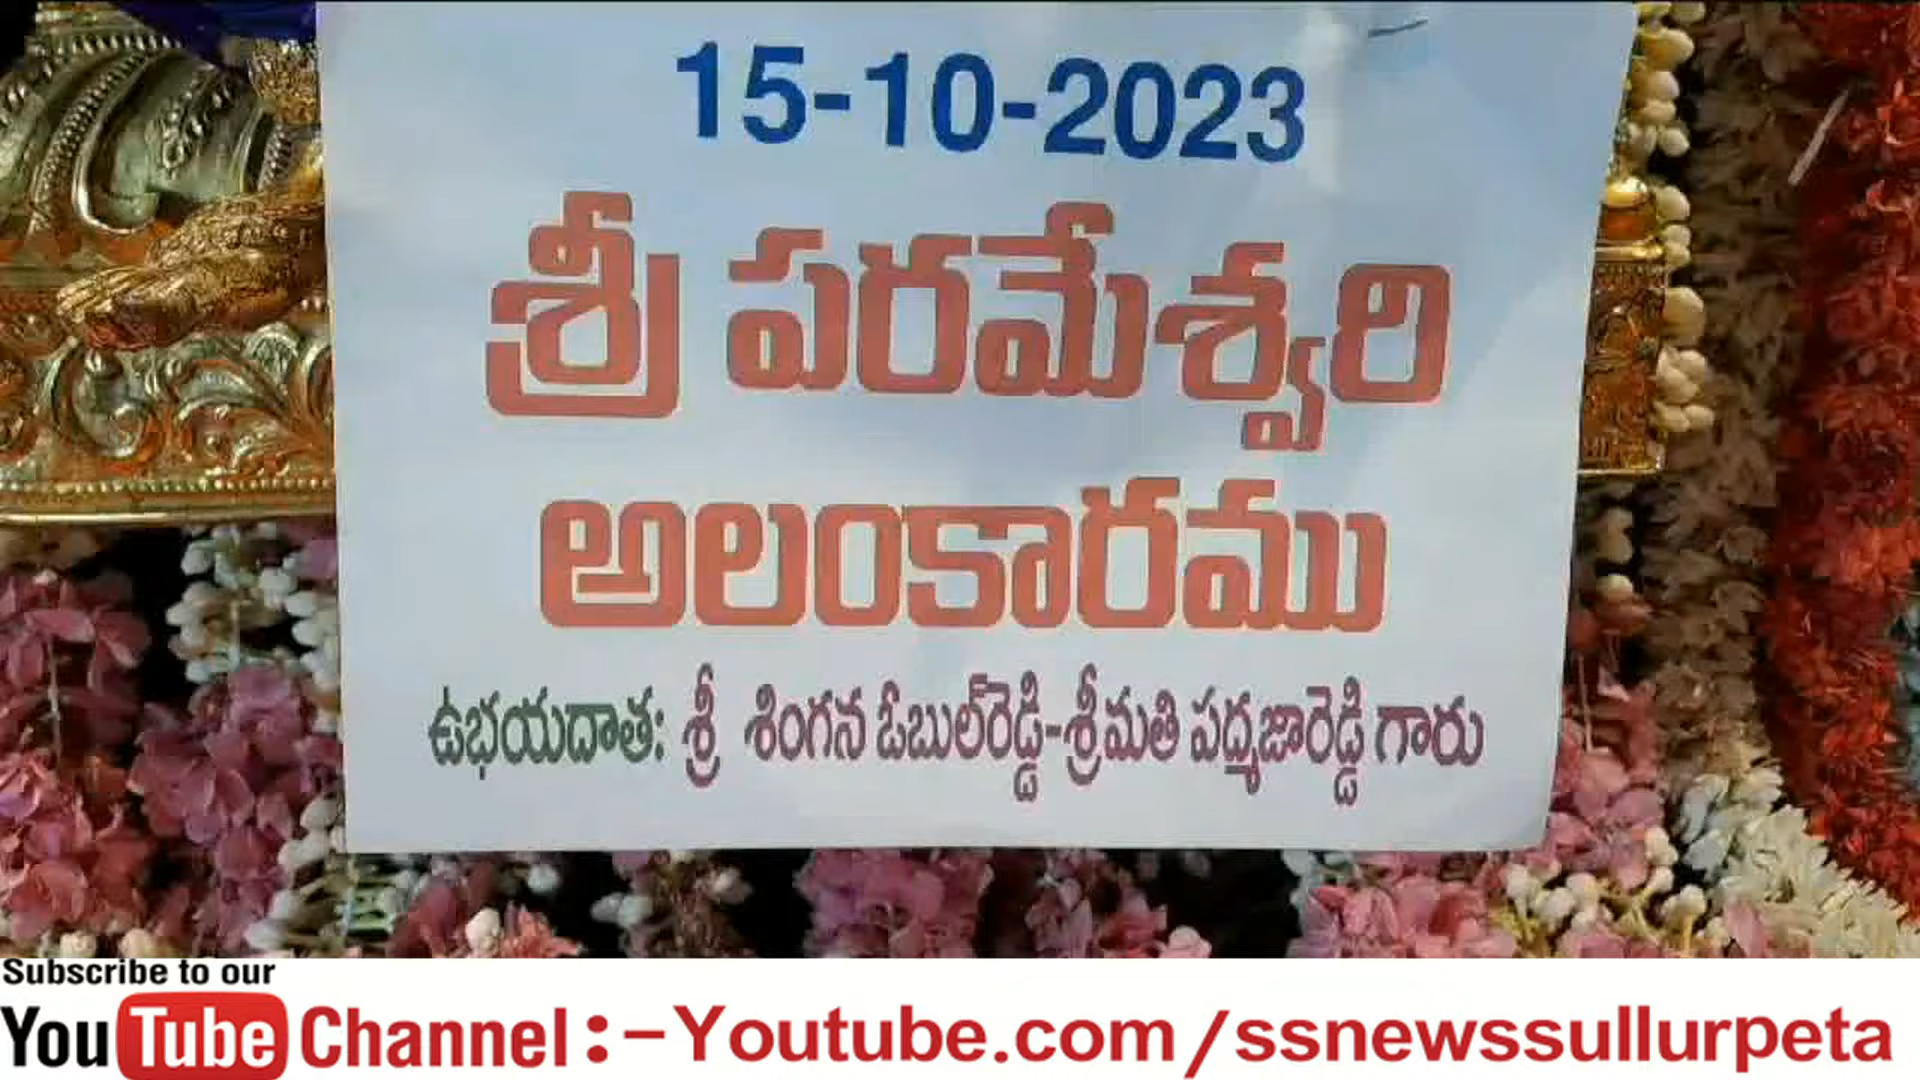 15-10-2023
శ్రీ పరమేశ్వరి
అలంకారము
ఉభయదాత: శ్రీ శింగన ఓబుల్‌రెడ్డి-శ్రీమతి పద్మజారెడ్డి గారు
Subscribe to our
YouTube Channel :-Youtube.com/ssnewssullurpeta